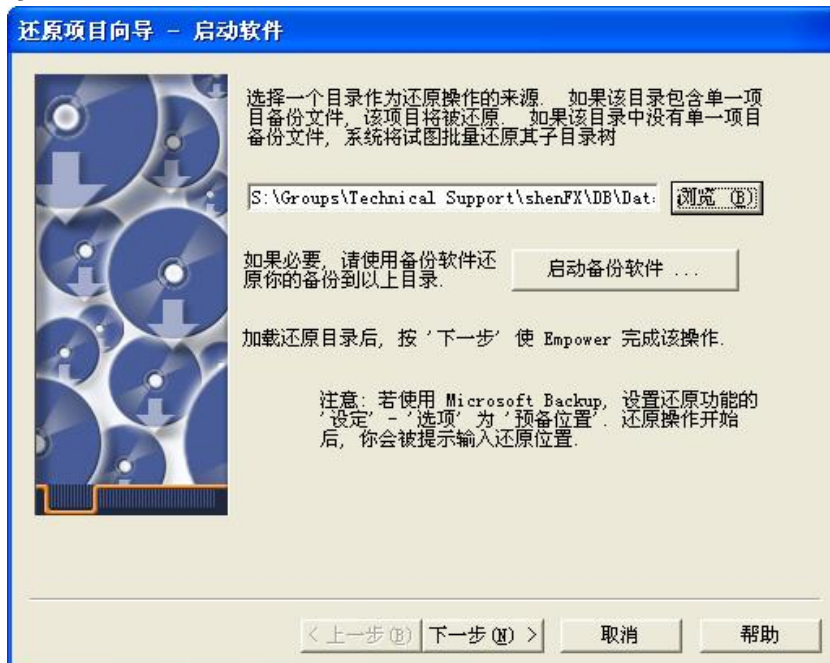 还原项目向导 - 启动软件
选择一个目录作为还原操作的来源. 如果该目录包含单一项
目备份文件, 该项目将被还原. 如果该目录中没有单一项目
备份文件, 系统将试图批量还原其子目录树
S:\Groups\Technical Support\shenFX\DB\Dat
浏览 (B)
如果必要, 请使用备份软件还
原你的备份到以上目录.
启动备份软件 ...
加载还原目录后, 按 '下一步' 使 Empower 完成该操作.
注意: 若使用 Microsoft Backup, 设置还原功能的
'设定' - '选项' 为 '预备位置'. 还原操作开始
后, 你会被提示输入还原位置.
< 上一步(B) 下一步(N) > 取消 帮助